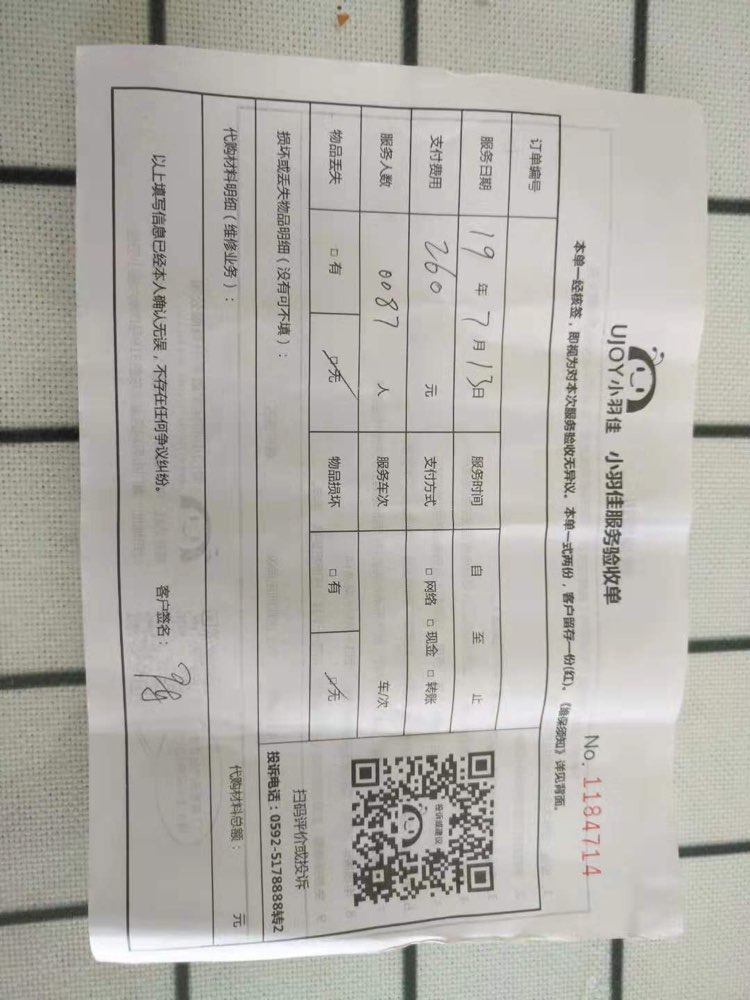 UJOY小羽佳 小羽佳服务验收单
No. 1184714
本单一经核签，即视为对本次服务验收无异议。本单一式两份，客户留存一份(红)。《维保须知》详见背面。
订单编号
服务日期 19 年 7 月 13 日 服务时间 自 至 止
支付费用 260 元 支付方式 □ 网络 □ 现金 □ 转账
服务人数 0087 人 服务车次 车/次
物品丢失 □ 有 □ 无 物品损坏 □ 有 □ 无
投诉或建议
扫码评价或投诉
投诉电话：0592-5178888转2
损坏或丢失物品明细（没有可不填）：
代购材料明细（维修业务）： 代购材料总额： 元
以上填写信息已经本人确认无误，不存在任何争议纠纷。 客户签名：